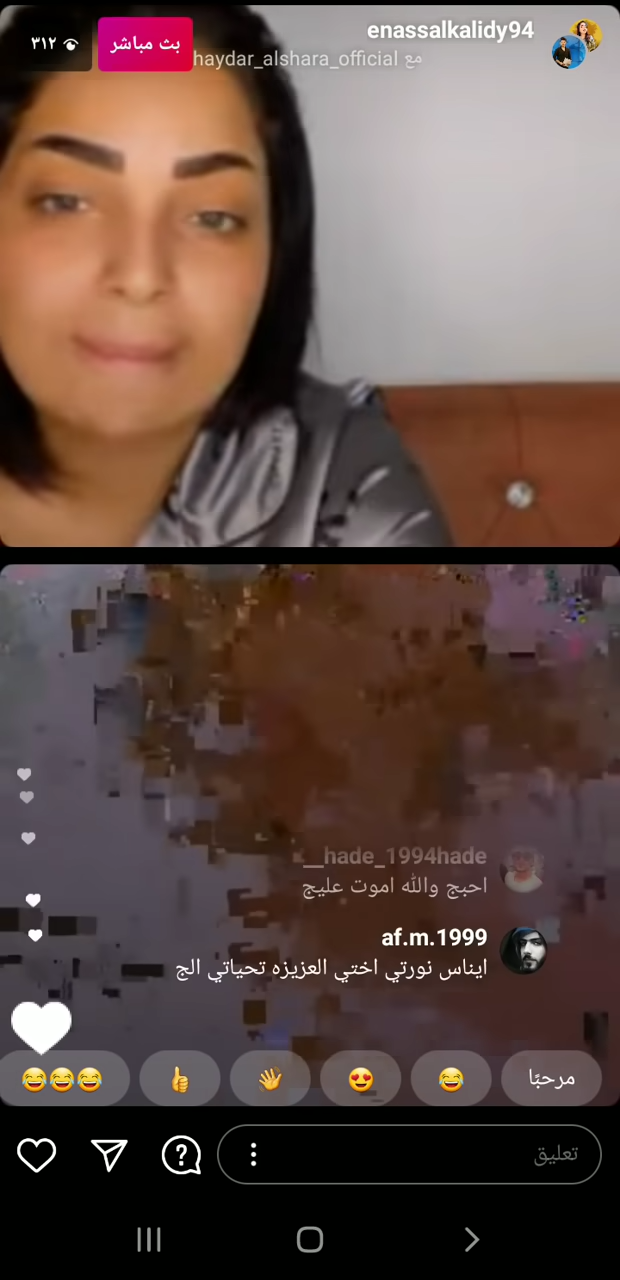 enassalkalidy94
مع haydar_alshara_official
بث مباشر
٣١٢
__hade_1994hade
احبج والله اموت عليج
af.m.1999
ايناس نورتي اختي العزيزه تحياتي الج
😂😂😂 👍 👋 😍 😂 مرحبًا
تعليق